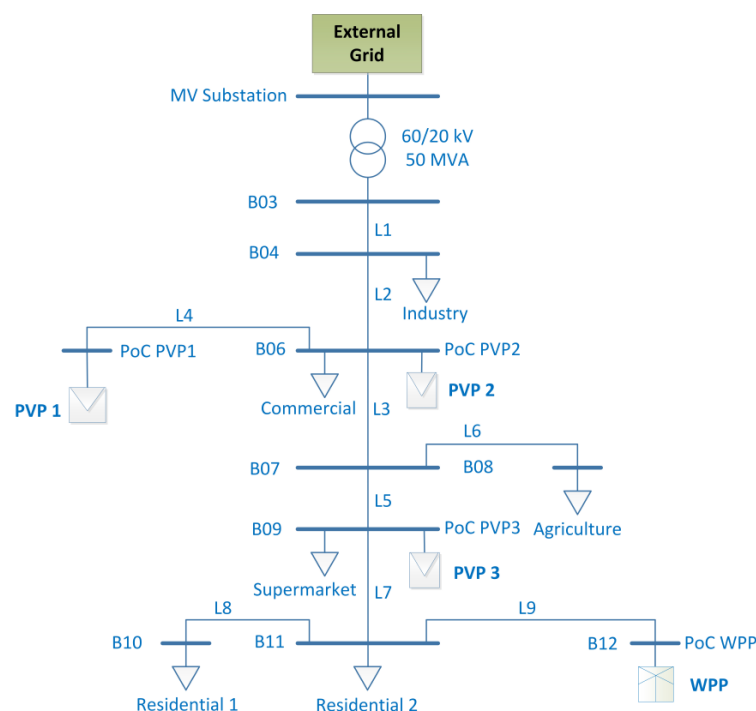 External
Grid
MV Substation
60/20 kV
50 MVA
B03
L1
B04
L2
Industry
L4
PoC PVP1
B06
PoC PVP2
PVP 1
Commercial
L3
PVP 2
L6
B07
B08
L5
B09
PoC PVP3
Agriculture
Supermarket
PVP 3
L7
L8
L9
B10
B11
B12
PoC WPP
Residential 1
Residential 2
WPP